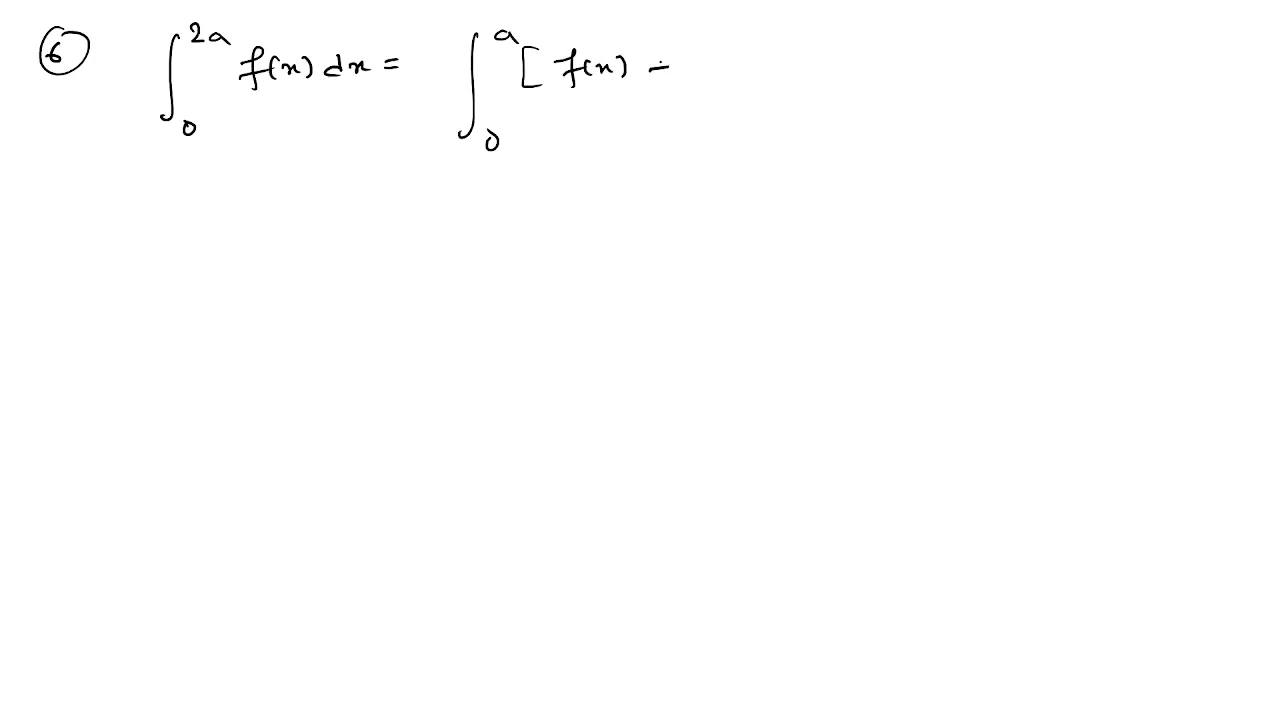 ⑥ ∫₀^{2a} f(x) dx = ∫₀^{a} [ f(x) -